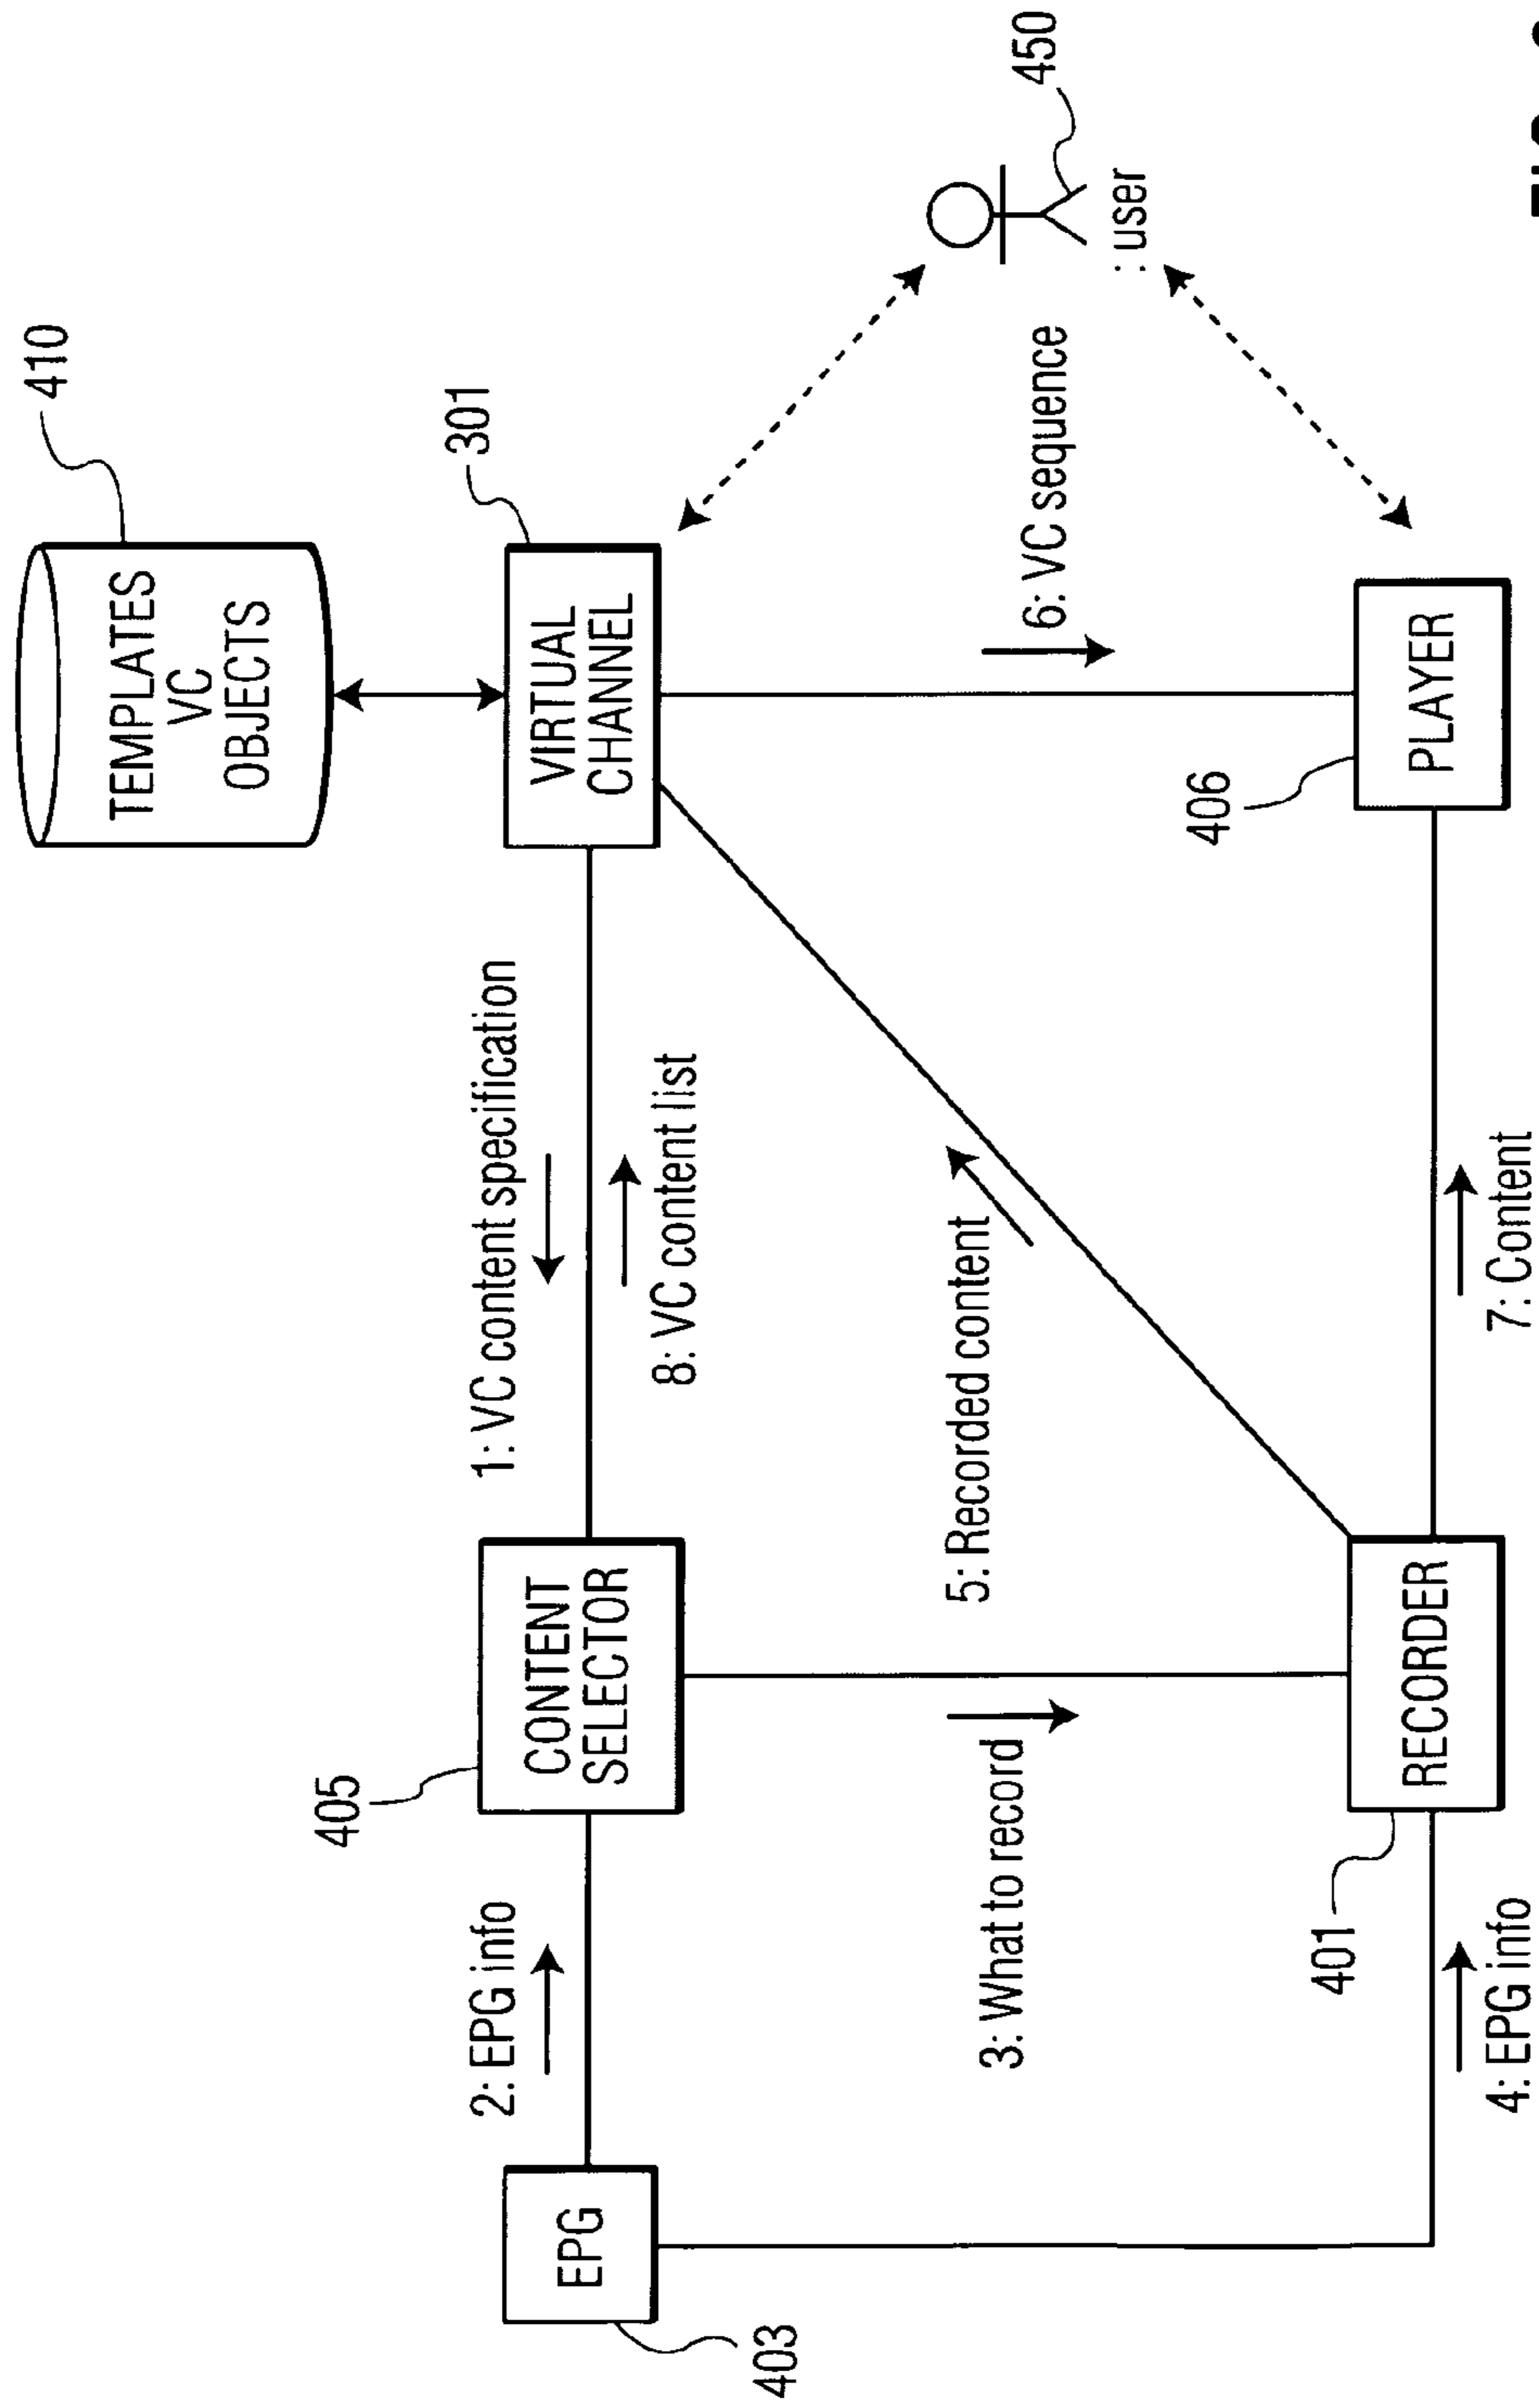 410
TEMPLATES
VC
OBJECTS
301
VIRTUAL
CHANNEL
450
: user
1: VC content specification
8: VC content list
405
CONTENT
SELECTOR
2: EPG info
EPG
403
6: VC sequence
5: Recorded content
3: What to record
406
PLAYER
7: Content
RECORDER
401
4: EPG info